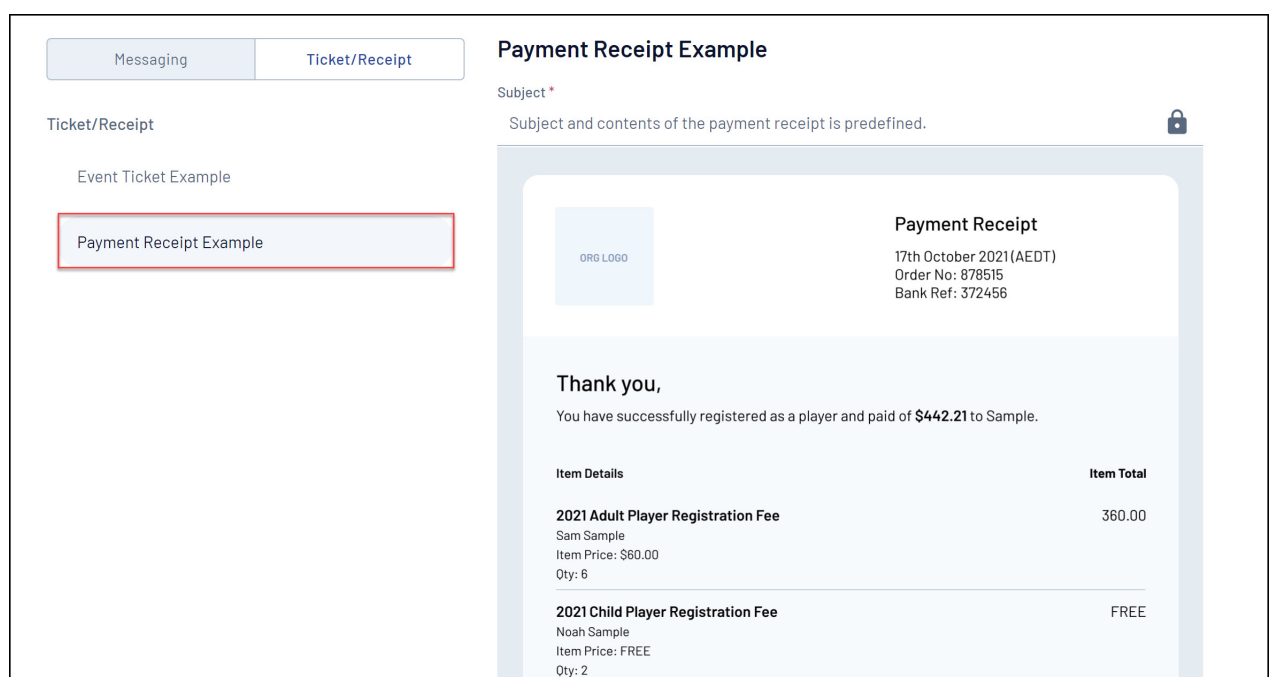 Messaging
Ticket/Receipt
Ticket/Receipt
Event Ticket Example
Payment Receipt Example
Payment Receipt Example
Subject *
Subject and contents of the payment receipt is predefined.
ORG LOGO
Payment Receipt
17th October 2021 (AEDT)
Order No: 878515
Bank Ref: 372456
Thank you,
You have successfully registered as a player and paid of $442.21 to Sample.
Item Details
Item Total
2021 Adult Player Registration Fee
360.00
Sam Sample
Item Price: $60.00
Qty: 6
2021 Child Player Registration Fee
FREE
Noah Sample
Item Price: FREE
Qty: 2